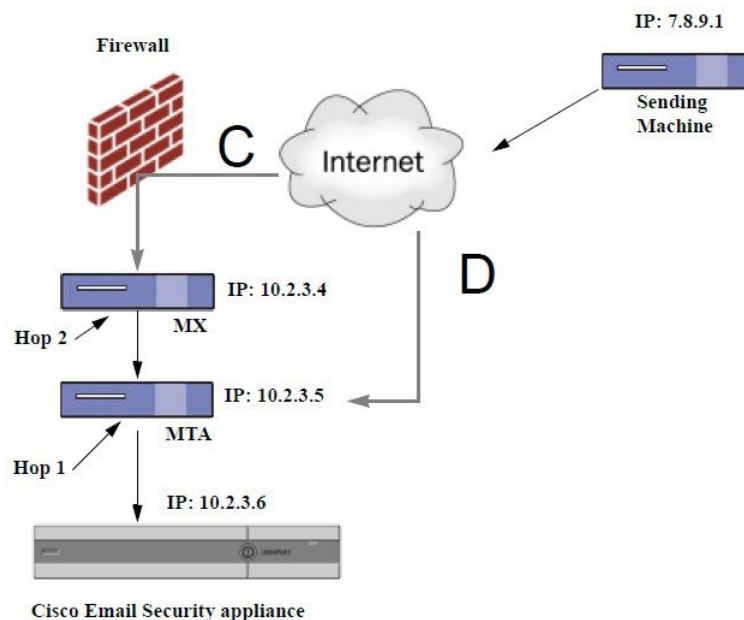 IP: 7.8.9.1
Firewall
Sending
Machine
C
Internet
D
IP: 10.2.3.4
MX
Hop 2
IP: 10.2.3.5
MTA
Hop 1
IP: 10.2.3.6
Cisco Email Security appliance